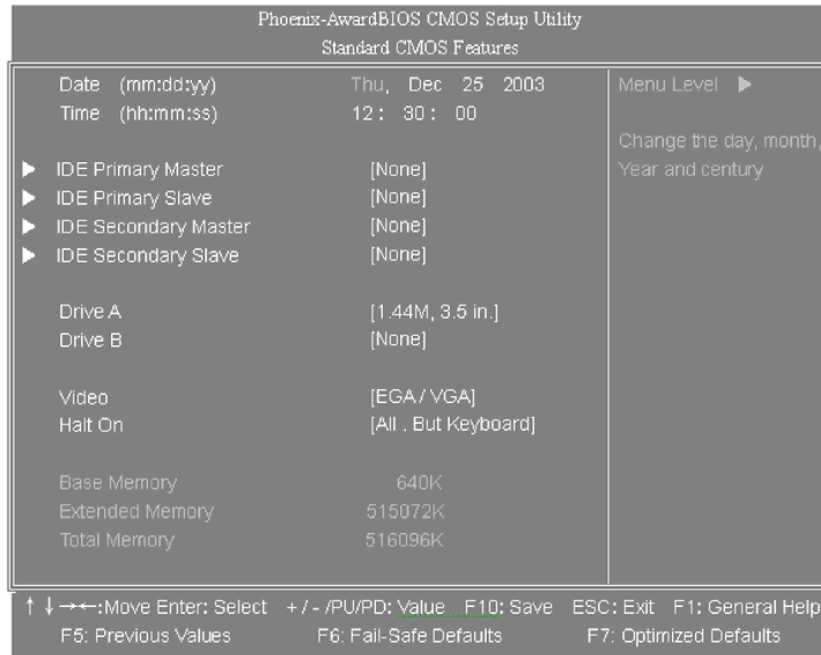 Phoenix-AwardBIOS CMOS Setup Utility
Standard CMOS Features
Date (mm:dd:yy) Thu, Dec 25 2003
Time (hh:mm:ss) 12: 30: 00
IDE Primary Master [None]
IDE Primary Slave [None]
IDE Secondary Master [None]
IDE Secondary Slave [None]
Drive A [1.44M, 3.5 in.]
Drive B [None]
Video [EGA / VGA]
Halt On [All , But Keyboard]
Base Memory 640K
Extended Memory 515072K
Total Memory 516096K
Menu Level ▶
Change the day, month,
Year and century
↑↓→←:Move Enter: Select +/-/PU/PD: Value F10: Save ESC: Exit F1: General Help
F5: Previous Values F6: Fail-Safe Defaults F7: Optimized Defaults